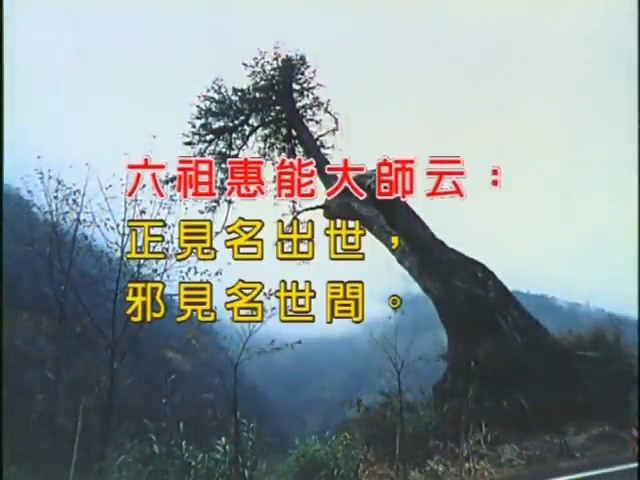 六祖惠能大師云：
正見名出世，
邪見名世間。